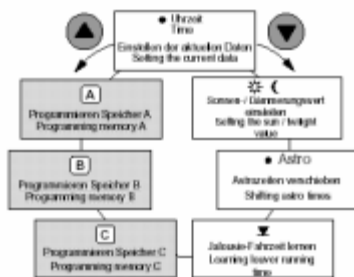 ● Uhrzeit
Time
Einstellen der aktuellen Daten
Setting the current data
A
Programmieren Speicher A
Programming memory A
Sonnen-/Dämmerungswert
einstellen
Setting the sun / twilight
value
B
Programmieren Speicher B
Programming memory B
● Astro
Astrozeiten verschieben
Shifting astro times
C
Programmieren Speicher C
Programming memory C
Jalousie-Fahrzeit lernen
Learning louver running
time